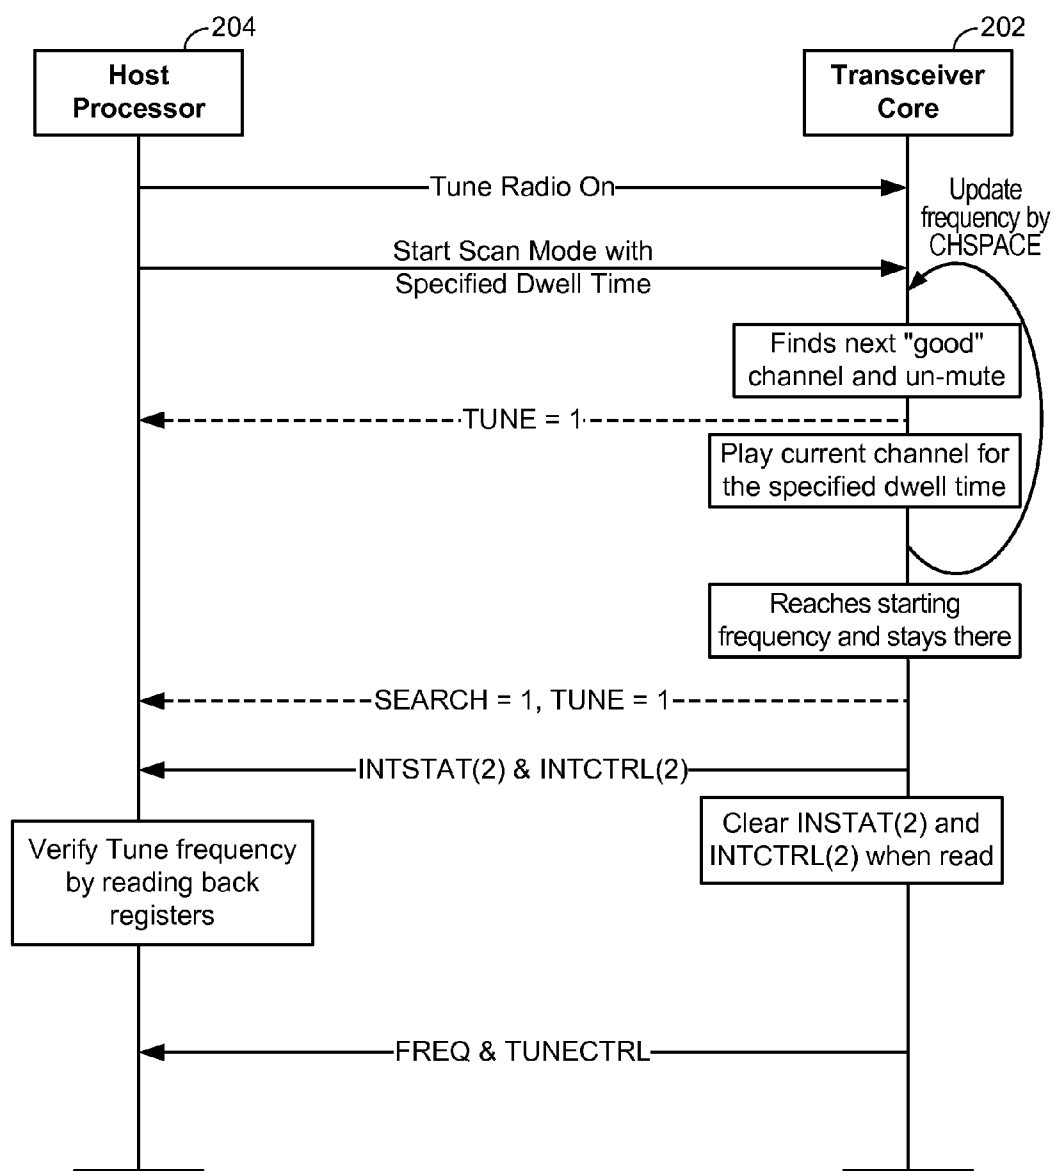 204
202
Host
Processor
Transceiver
Core
Tune Radio On
Update
frequency by
CHSPACE
Start Scan Mode with
Specified Dwell Time
Finds next "good"
channel and un-mute
TUNE = 1
Play current channel for
the specified dwell time
Reaches starting
frequency and stays there
SEARCH = 1, TUNE = 1
INTSTAT(2) & INTCTRL(2)
Clear INSTAT(2) and
INTCTRL(2) when read
Verify Tune frequency
by reading back
registers
FREQ & TUNECTRL